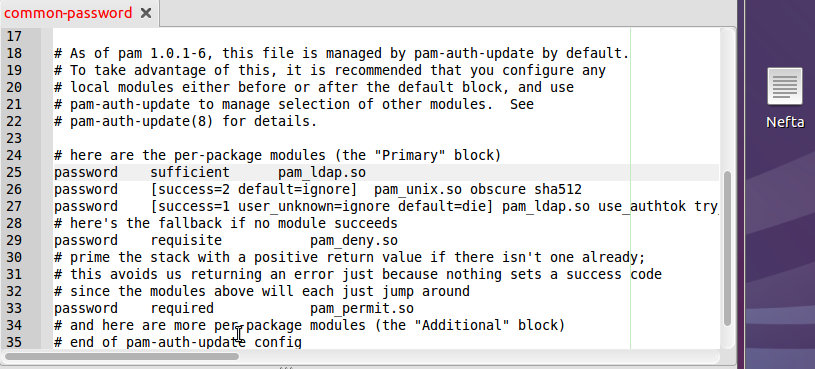 common-password
17
18 # As of pam 1.0.1-6, this file is managed by pam-auth-update by default.
19 # To take advantage of this, it is recommended that you configure any
20 # local modules either before or after the default block, and use
21 # pam-auth-update to manage selection of other modules.  See
22 # pam-auth-update(8) for details.
23
24 # here are the per-package modules (the "Primary" block)
25 password    sufficient      pam_ldap.so
26 password    [success=2 default=ignore]  pam_unix.so obscure sha512
27 password    [success=1 user_unknown=ignore default=die] pam_ldap.so use_authtok try_
28 # here's the fallback if no module succeeds
29 password    requisite           pam_deny.so
30 # prime the stack with a positive return value if there isn't one already;
31 # this avoids us returning an error just because nothing sets a success code
32 # since the modules above will each just jump around
33 password    required            pam_permit.so
34 # and here are more per-package modules (the "Additional" block)
35 # end of pam-auth-update config
Nefta